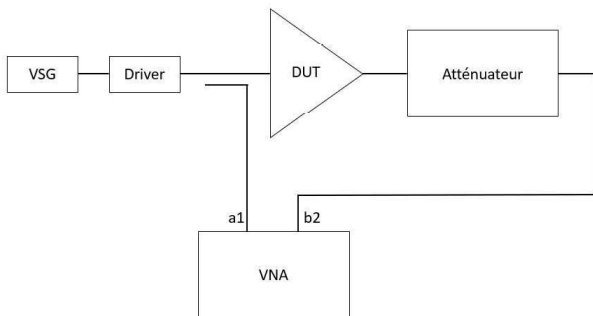 VSG
Driver
DUT
Atténuateur
a1
b2
VNA